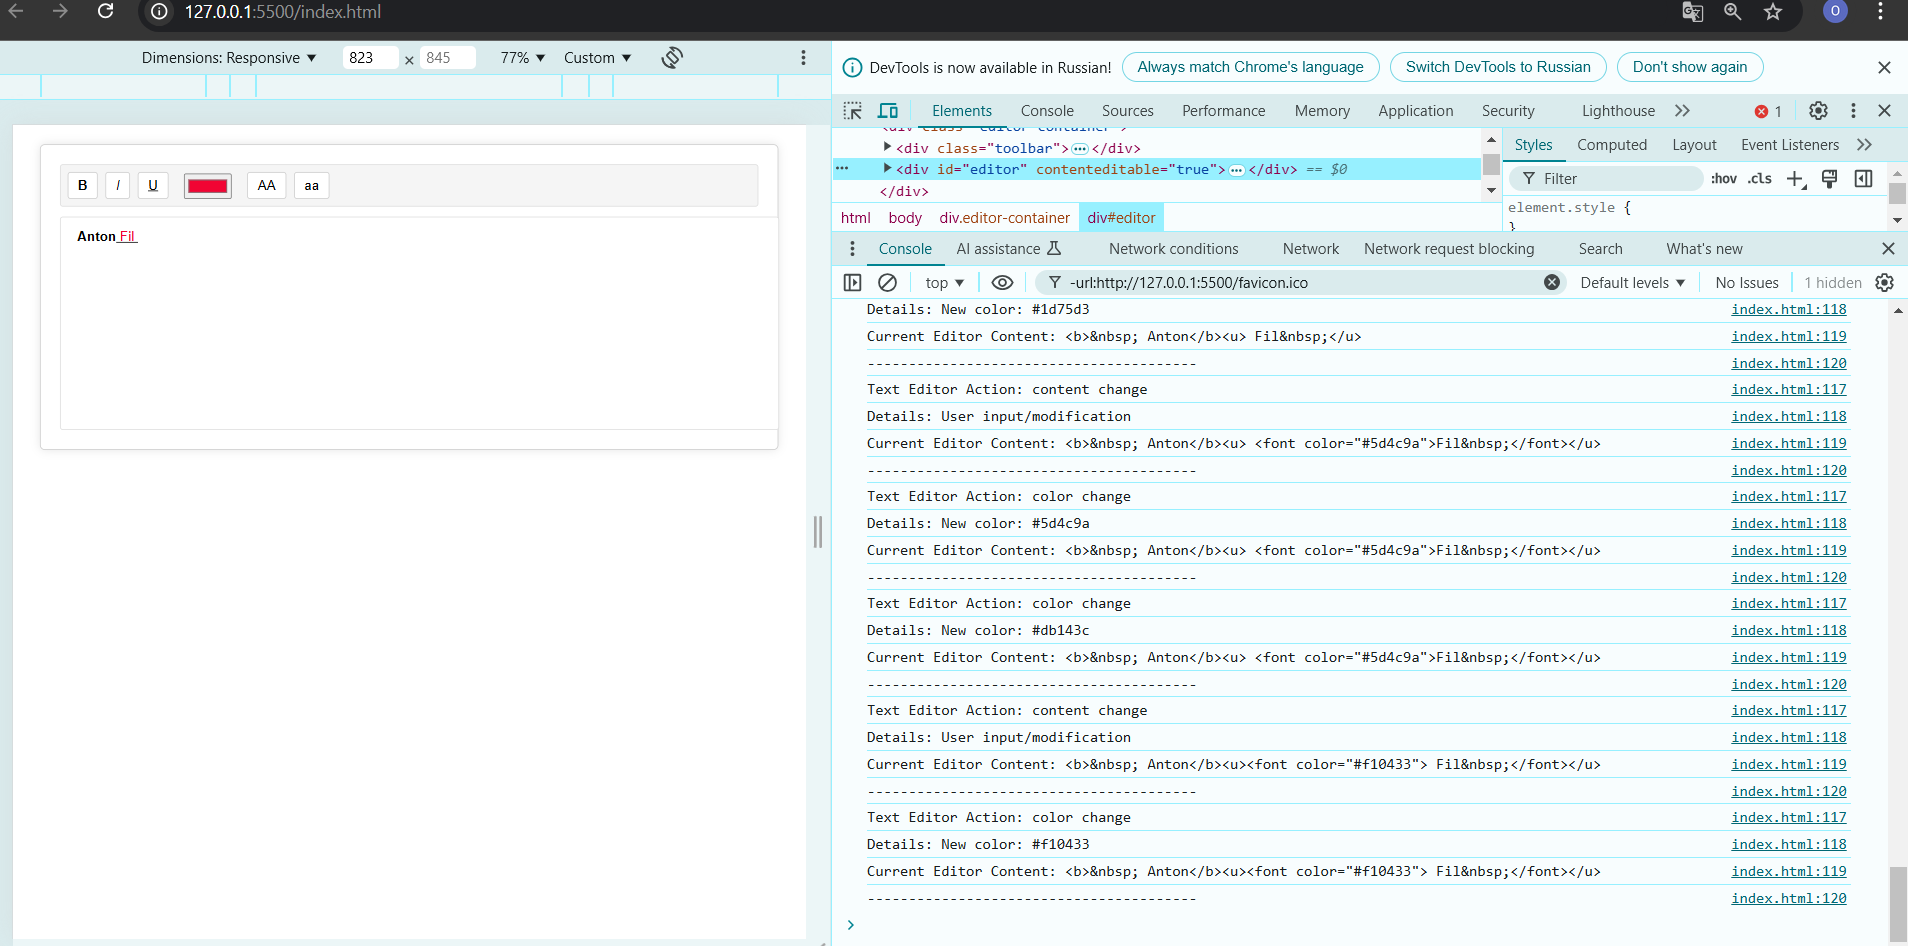 127.0.0.1:5500/index.html
Dimensions: Responsive ▼ 823 × 845 77% ▼ Custom ▼
B I U AA aa
Anton Fil
DevTools is now available in Russian! Always match Chrome's language Switch DevTools to Russian Don't show again
Elements Console Sources Performance Memory Application Security Lighthouse 1
<div class="editor-container">
<div class="toolbar"> ⋯ </div>
<div id="editor" contenteditable="true"> ⋯ </div> == $0
</div>
html body div.editor-container div#editor
Styles Computed Layout Event Listeners
Filter :hov .cls
element.style {
}
Console AI assistance Network conditions Network Network request blocking Search What's new
top ▼ -url:http://127.0.0.1:5500/favicon.ico Default levels ▼ No Issues 1 hidden
Details: New color: #1d75d3 index.html:118
Current Editor Content: <b>&nbsp; Anton</b><u> Fil&nbsp;</u> index.html:119
---------------------------------------- index.html:120
Text Editor Action: content change index.html:117
Details: User input/modification index.html:118
Current Editor Content: <b>&nbsp; Anton</b><u> <font color="#5d4c9a">Fil&nbsp;</font></u> index.html:119
---------------------------------------- index.html:120
Text Editor Action: color change index.html:117
Details: New color: #5d4c9a index.html:118
Current Editor Content: <b>&nbsp; Anton</b><u> <font color="#5d4c9a">Fil&nbsp;</font></u> index.html:119
---------------------------------------- index.html:120
Text Editor Action: color change index.html:117
Details: New color: #db143c index.html:118
Current Editor Content: <b>&nbsp; Anton</b><u> <font color="#5d4c9a">Fil&nbsp;</font></u> index.html:119
---------------------------------------- index.html:120
Text Editor Action: content change index.html:117
Details: User input/modification index.html:118
Current Editor Content: <b>&nbsp; Anton</b><u><font color="#f10433"> Fil&nbsp;</font></u> index.html:119
---------------------------------------- index.html:120
Text Editor Action: color change index.html:117
Details: New color: #f10433 index.html:118
Current Editor Content: <b>&nbsp; Anton</b><u><font color="#f10433"> Fil&nbsp;</font></u> index.html:119
---------------------------------------- index.html:120